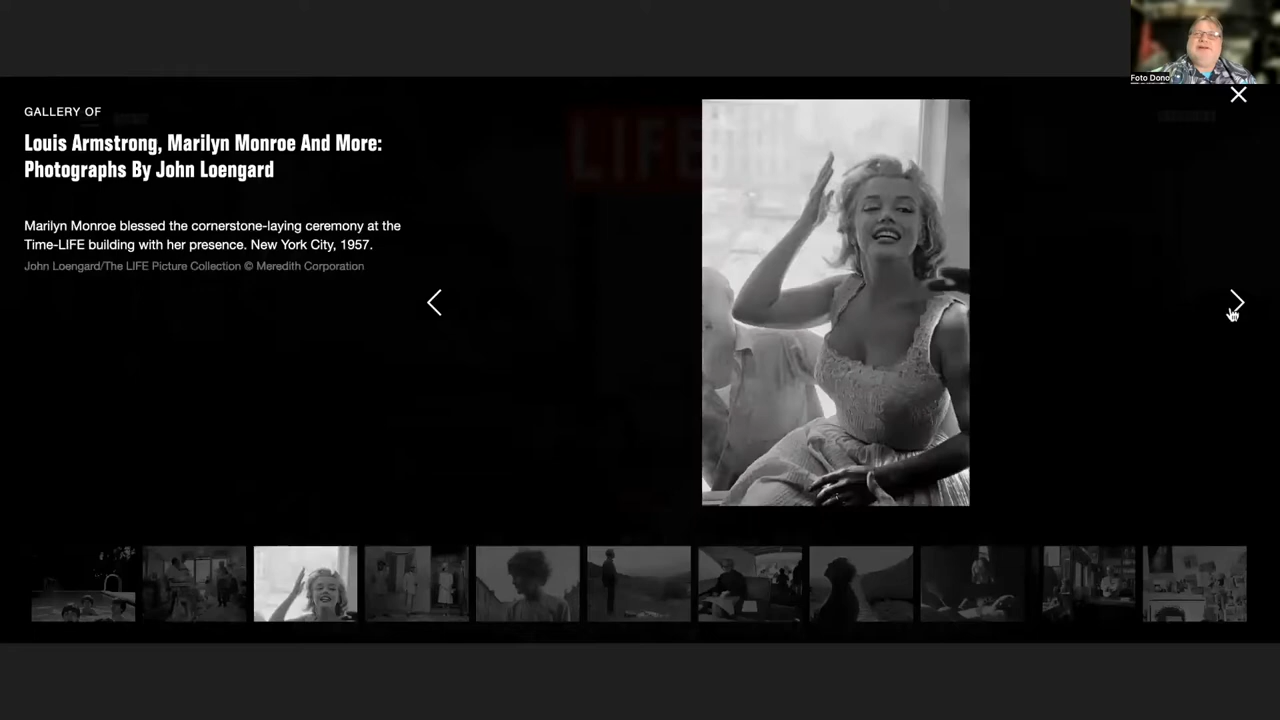 Foto Dono
GALLERY OF
LIFE
Louis Armstrong, Marilyn Monroe And More:
Photographs By John Loengard
Marilyn Monroe blessed the cornerstone-laying ceremony at the
Time-LIFE building with her presence. New York City, 1957.
John Loengard/The LIFE Picture Collection © Meredith Corporation